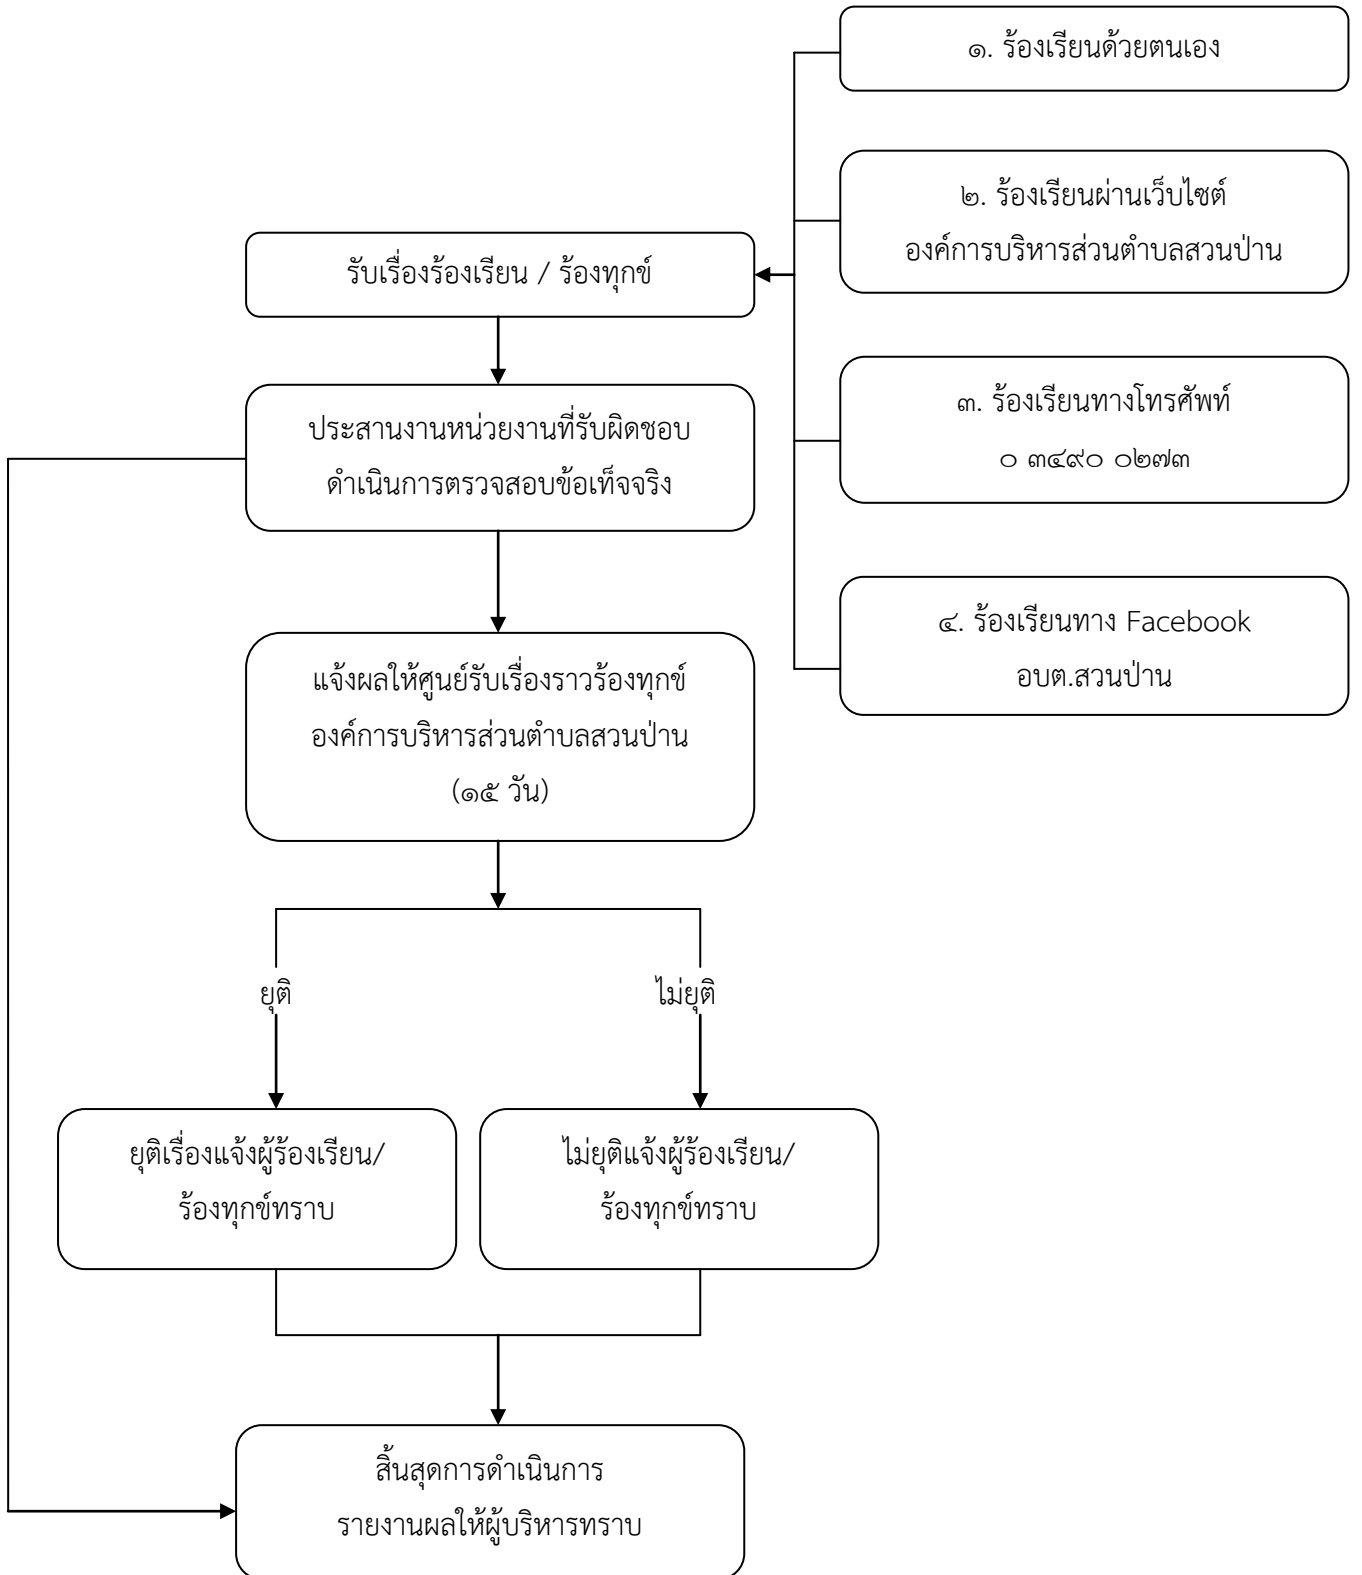 ๑. ร้องเรียนด้วยตนเอง
๒. ร้องเรียนผ่านเว็บไซต์
องค์การบริหารส่วนตำบลสวนป่าน
รับเรื่องร้องเรียน / ร้องทุกข์
๓. ร้องเรียนทางโทรศัพท์
๐ ๓๔๙๐ ๐๒๗๓
ประสานงานหน่วยงานที่รับผิดชอบ
ดำเนินการตรวจสอบข้อเท็จจริง
๔. ร้องเรียนทาง Facebook
อบต.สวนป่าน
แจ้งผลให้ศูนย์รับเรื่องราวร้องทุกข์
องค์การบริหารส่วนตำบลสวนป่าน
(๑๕ วัน)
ยุติ
ไม่ยุติ
ยุติเรื่องแจ้งผู้ร้องเรียน/
ร้องทุกข์ทราบ
ไม่ยุติแจ้งผู้ร้องเรียน/
ร้องทุกข์ทราบ
สิ้นสุดการดำเนินการ
รายงานผลให้ผู้บริหารทราบ